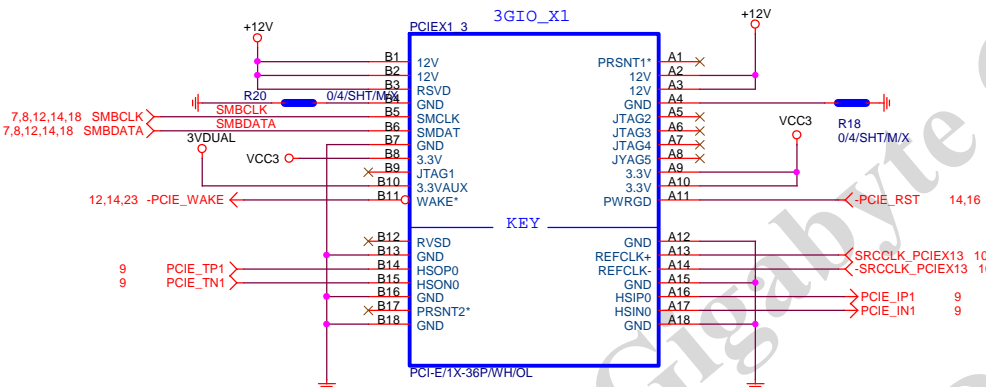 3GIO_X1
PCIEX1_3
+12V
+12V
B1 12V PRSNT1* A1
B2 12V 12V A2
B3 RSVD 12V A3
R20 0/4/SHT/M/X B4 GND GND A4
7,8,12,14,18 SMBCLK SMBCLK B5 SMCLK JTAG2 A5
7,8,12,14,18 SMBDATA SMBDATA B6 SMDAT JTAG3 A6
R18
0/4/SHT/M/X
3VDUAL B7 GND JTAG4 A7 VCC3
VCC3 B8 3.3V JYAG5 A8
B9 JTAG1 3.3V A9
B10 3.3VAUX 3.3V A10
12,14,23 -PCIE_WAKE B11 WAKE* PWRGD A11 -PCIE_RST 14,16
KEY
B12 RVSD GND A12
B13 GND REFCLK+ A13 SRCCLK_PCIEX13
9 PCIE_TP1 B14 HSOP0 REFCLK- A14 -SRCCLK_PCIEX13
9 PCIE_TN1 B15 HSON0 GND A15
B16 GND HSIP0 A16 PCIE_IP1 9
B17 PRSNT2* HSIN0 A17 PCIE_IN1 9
B18 GND GND A18
PCI-E/1X-36P/WH/OL
Gigabyte